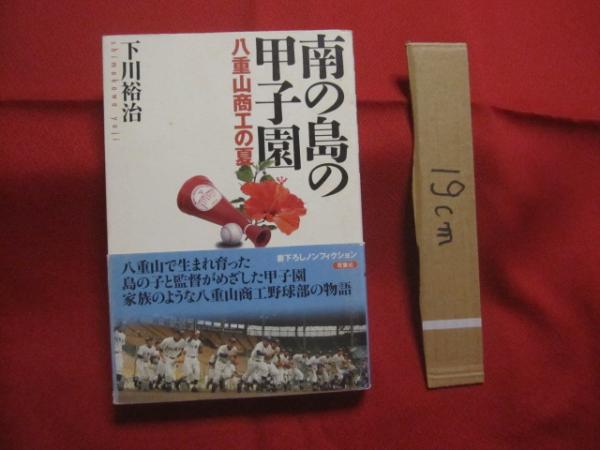 南の島の
甲子園
八重山商工の夏
下川裕治
shimokawa yuji
書下ろしノンフィクション
双葉社
八重山で生まれ育った
島の子と監督がめざした甲子園
家族のような八重山商工野球部の物語
19cm